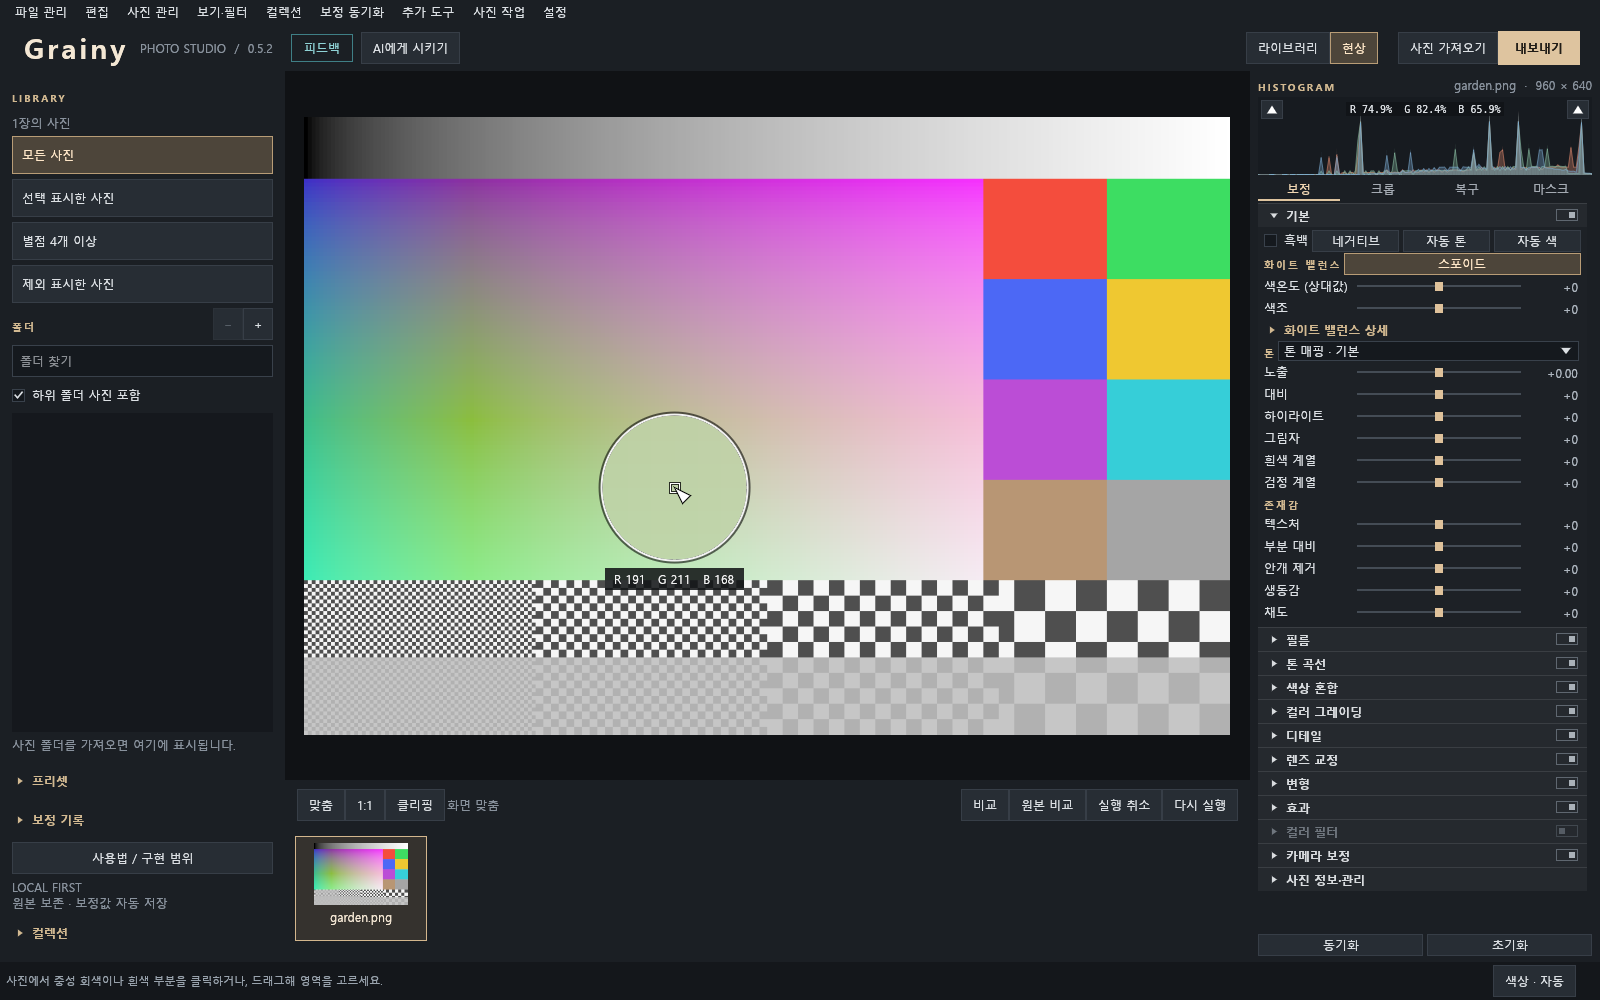 파일 관리 편집 사진 관리 보기·필터 컬렉션 보정 동기화 추가 도구 사진 작업 설정
Grainy PHOTO STUDIO / 0.5.2 피드백 AI에게 시키기 라이브러리 현상 사진 가져오기 내보내기
LIBRARY
1장의 사진
모든 사진
선택 표시한 사진
별점 4개 이상
제외 표시한 사진
폴더 − +
폴더 찾기
하위 폴더 사진 포함
사진 폴더를 가져오면 여기에 표시됩니다.
프리셋
보정 기록
사용법 / 구현 범위
LOCAL FIRST
원본 보존 · 보정값 자동 저장
컬렉션
R 191 G 211 B 168
맞춤 1:1 클리핑 화면 맞춤 비교 원본 비교 실행 취소 다시 실행
garden.png
HISTOGRAM garden.png · 960 × 640
R 74.9% G 82.4% B 65.9%
보정 크롭 복구 마스크
기본
흑백 네거티브 자동 톤 자동 색
화이트 밸런스 스포이드
색온도 (상대값) +0
색조 +0
화이트 밸런스 상세
톤 톤 매핑 · 기본
노출 +0.00
대비 +0
하이라이트 +0
그림자 +0
흰색 계열 +0
검정 계열 +0
존재감
텍스처 +0
부분 대비 +0
안개 제거 +0
생동감 +0
채도 +0
필름
톤 곡선
색상 혼합
컬러 그레이딩
디테일
렌즈 교정
변형
효과
컬러 필터
카메라 보정
사진 정보·관리
동기화 초기화
사진에서 중성 회색이나 흰색 부분을 클릭하거나, 드래그해 영역을 고르세요. 색상 · 자동